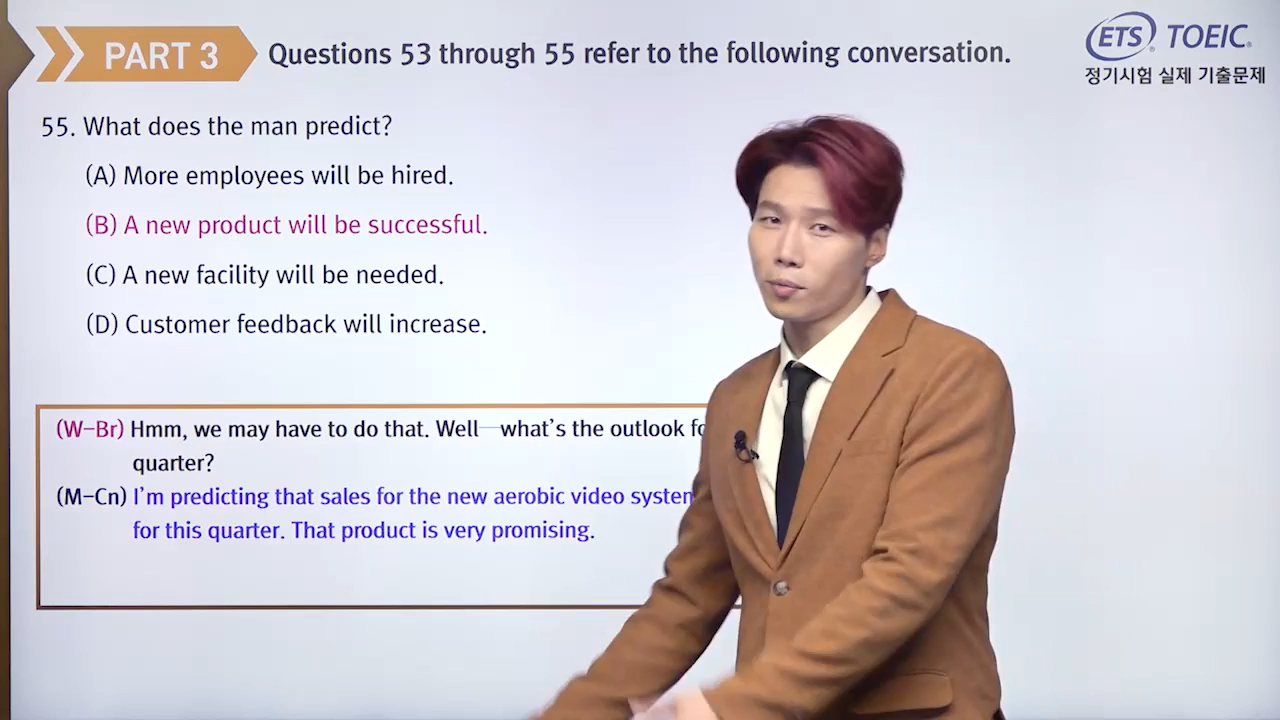 PART 3
Questions 53 through 55 refer to the following conversation.
ETS TOEIC
정기시험 실제 기출문제
55. What does the man predict?
(A) More employees will be hired.
(B) A new product will be successful.
(C) A new facility will be needed.
(D) Customer feedback will increase.
(W-Br) Hmm, we may have to do that. Well—what's the outlook
quarter?
(M-Cn) I'm predicting that sales for the new aerobic video system
for this quarter. That product is very promising.